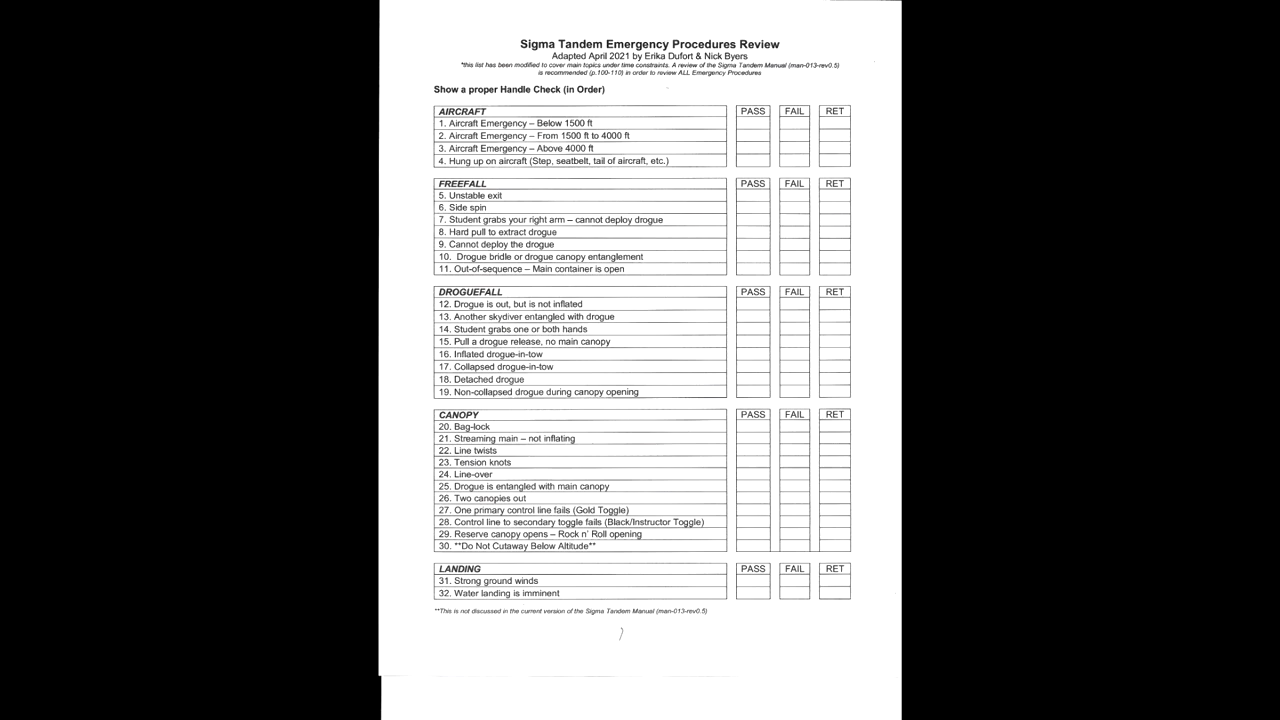 Sigma Tandem Emergency Procedures Review
Adapted April 2021 by Erika Dufort & Nick Byers
*this list has been modified to cover main topics under time constraints. A review of the Sigma Tandem Manual (man-013-rev0.5)
is recommended (p.100-110) in order to review ALL Emergency Procedures
Show a proper Handle Check (in Order)
AIRCRAFT PASS FAIL RET
1. Aircraft Emergency – Below 1500 ft
2. Aircraft Emergency – From 1500 ft to 4000 ft
3. Aircraft Emergency – Above 4000 ft
4. Hung up on aircraft (Step, seatbelt, tail of aircraft, etc.)
FREEFALL PASS FAIL RET
5. Unstable exit
6. Side spin
7. Student grabs your right arm – cannot deploy drogue
8. Hard pull to extract drogue
9. Cannot deploy the drogue
10. Drogue bridle or drogue canopy entanglement
11. Out-of-sequence – Main container is open
DROGUEFALL PASS FAIL RET
12. Drogue is out, but is not inflated
13. Another skydiver entangled with drogue
14. Student grabs one or both hands
15. Pull a drogue release, no main canopy
16. Inflated drogue-in-tow
17. Collapsed drogue-in-tow
18. Detached drogue
19. Non-collapsed drogue during canopy opening
CANOPY PASS FAIL RET
20. Bag-lock
21. Streaming main – not inflating
22. Line twists
23. Tension knots
24. Line-over
25. Drogue is entangled with main canopy
26. Two canopies out
27. One primary control line fails (Gold Toggle)
28. Control line to secondary toggle fails (Black/Instructor Toggle)
29. Reserve canopy opens – Rock n' Roll opening
30. **Do Not Cutaway Below Altitude**
LANDING PASS FAIL RET
31. Strong ground winds
32. Water landing is imminent
**This is not discussed in the current version of the Sigma Tandem Manual (man-013-rev0.5)